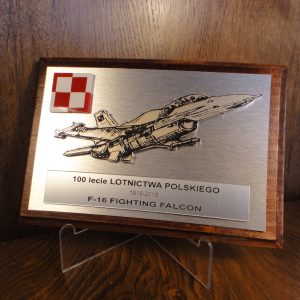 100 lecie LOTNICTWA POLSKIEGO
1918-2018
F-16 FIGHTING FALCON